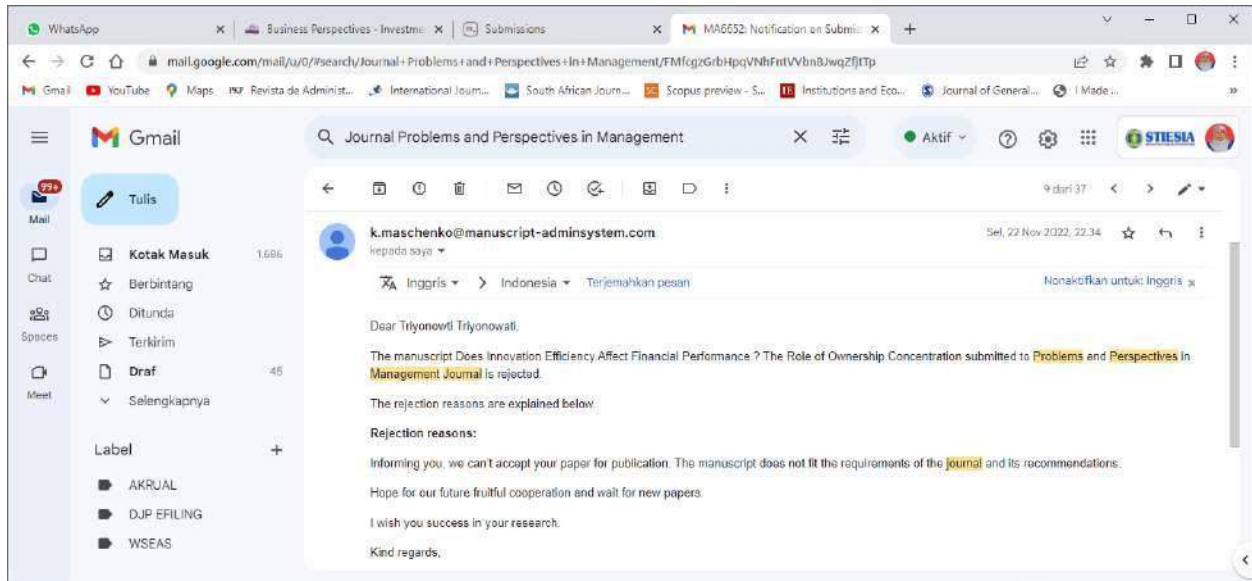 WhatsApp
Business Perspectives - Investme
Submissions
MA6652: Notification on Submis
mail.google.com/mail/u/0/#search/Journal+Problems+and+Perspectives+in+Management/
Gmail
YouTube
Maps
Revista de Administ...
International Journ...
South African Journ...
Scopus preview - S...
Institutions and Eco...
Journal of General...
I Made ...
Gmail
Journal Problems and Perspectives in Management
Aktif
STIESIA
99+
Mail
Chat
Spaces
Meet
Tulis
Kotak Masuk 1.686
Berbintang
Ditunda
Terkirim
Draf 45
Selengkapnya
Label
AKRUAL
DJP EFILING
WSEAS
9 dari 37
k.maschenko@manuscript-adminsystem.com
Sel, 22 Nov 2022, 22.34
kepada saya
Inggris > Indonesia Terjemahkan pesan
Nonaktifkan untuk: Inggris x
Dear Triyonowti Triyonowati,
The manuscript Does Innovation Efficiency Affect Financial Performance ? The Role of Ownership Concentration submitted to Problems and Perspectives in
Management Journal is rejected.
The rejection reasons are explained below.
Rejection reasons:
Informing you, we can't accept your paper for publication. The manuscript does not fit the requirements of the journal and its recommendations.
Hope for our future fruitful cooperation and wait for new papers.
I wish you success in your research.
Kind regards,